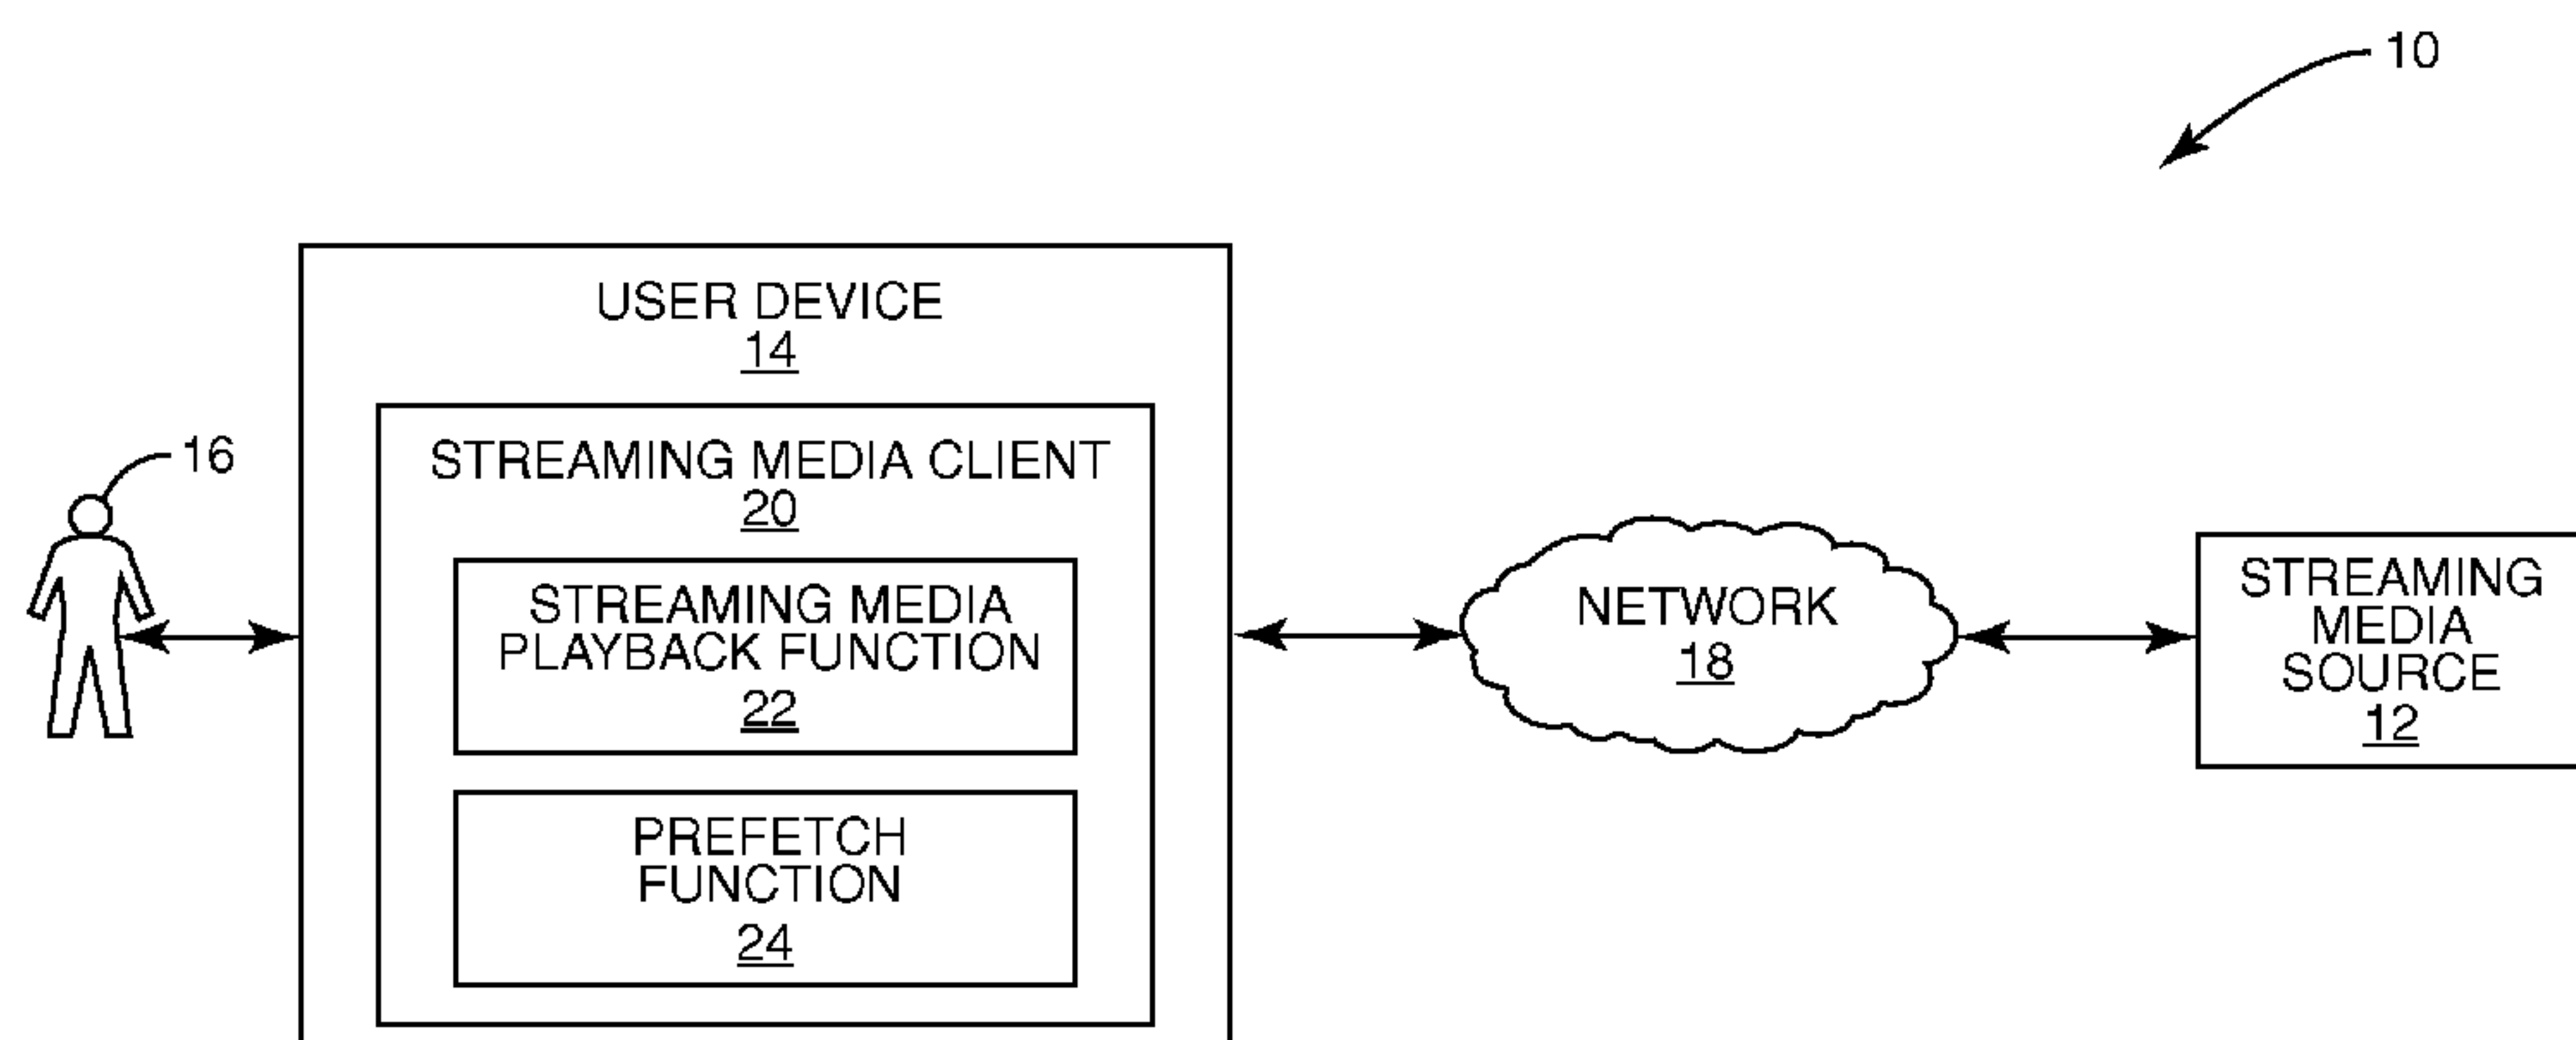 10
USER DEVICE
14
STREAMING MEDIA CLIENT
20
16
STREAMING MEDIA
PLAYBACK FUNCTION
22
PREFETCH
FUNCTION
24
NETWORK
18
STREAMING
MEDIA
SOURCE
12